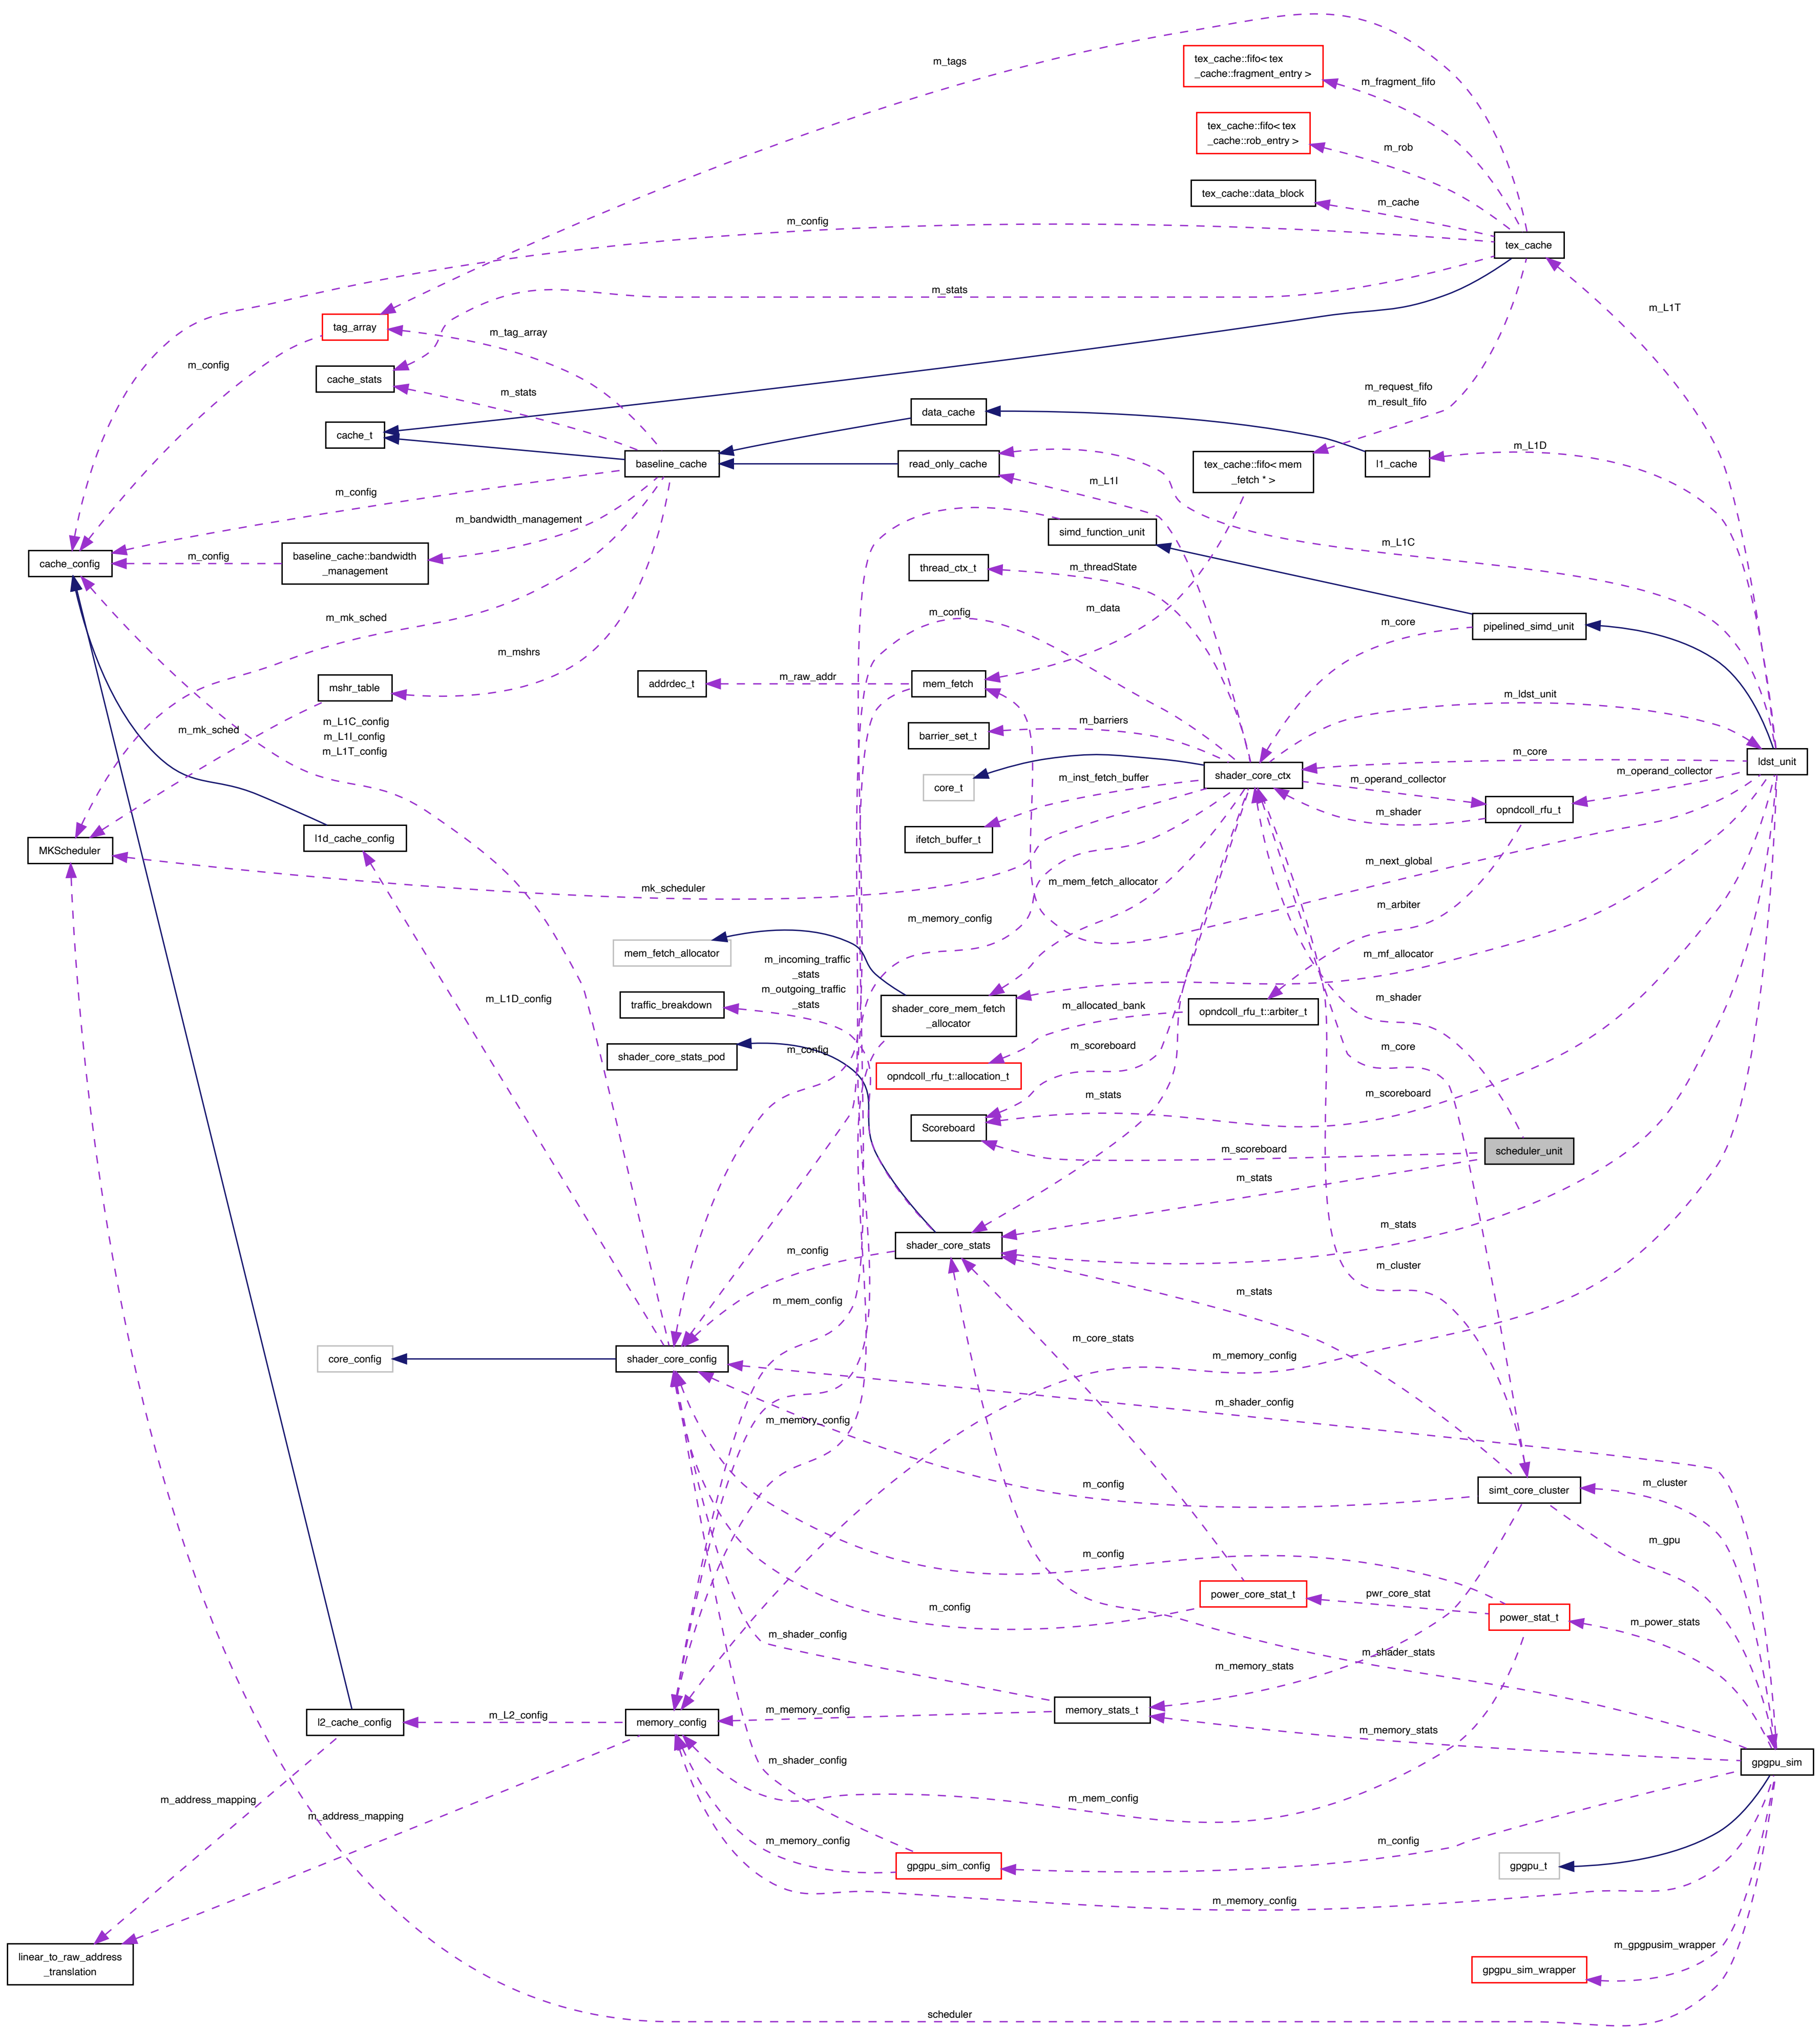 m_tags
tex_cache::fifo< tex
_cache::fragment_entry >
m_fragment_fifo
tex_cache::fifo< tex
_cache::rob_entry >
m_rob
tex_cache::data_block
m_cache
m_config
tex_cache
m_stats
m_L1T
tag_array
m_tag_array
m_config
cache_stats
m_stats
m_request_fifo
m_result_fifo
data_cache
cache_t
m_L1D
baseline_cache
read_only_cache
tex_cache::fifo< mem
_fetch * >
l1_cache
m_L1I
m_config
m_bandwidth_management
simd_function_unit
m_L1C
baseline_cache::bandwidth
_management
m_config
cache_config
thread_ctx_t
m_threadState
m_mk_sched
m_config
m_data
m_core
pipelined_simd_unit
m_mshrs
mshr_table
addrdec_t
m_raw_addr
mem_fetch
m_ldst_unit
m_L1C_config
m_L1I_config
m_L1T_config
m_mk_sched
barrier_set_t
m_barriers
m_core
ldst_unit
core_t
m_inst_fetch_buffer
shader_core_ctx
m_operand_collector
m_operand_collector
opndcoll_rfu_t
m_shader
l1d_cache_config
ifetch_buffer_t
MKScheduler
m_next_global
mk_scheduler
m_mem_fetch_allocator
m_arbiter
m_memory_config
mem_fetch_allocator
m_incoming_traffic
_stats
m_outgoing_traffic
_stats
m_mf_allocator
m_L1D_config
traffic_breakdown
shader_core_mem_fetch
_allocator
m_allocated_bank
opndcoll_rfu_t::arbiter_t
m_shader
shader_core_stats_pod
m_config
m_scoreboard
m_core
opndcoll_rfu_t::allocation_t
m_stats
m_scoreboard
Scoreboard
m_scoreboard
scheduler_unit
m_stats
m_stats
shader_core_stats
m_config
m_cluster
m_stats
m_mem_config
m_core_stats
core_config
shader_core_config
m_memory_config
m_shader_config
m_memory_config
m_config
simt_core_cluster
m_cluster
m_gpu
m_config
m_config
power_core_stat_t
pwr_core_stat
power_stat_t
m_power_stats
m_shader_config
m_shader_stats
m_memory_stats
l2_cache_config
m_L2_config
memory_config
m_memory_config
memory_stats_t
m_memory_stats
gpgpu_sim
m_shader_config
m_address_mapping
m_address_mapping
m_mem_config
m_memory_config
m_config
gpgpu_sim_config
gpgpu_t
m_memory_config
linear_to_raw_address
_translation
m_gpgpusim_wrapper
gpgpu_sim_wrapper
scheduler